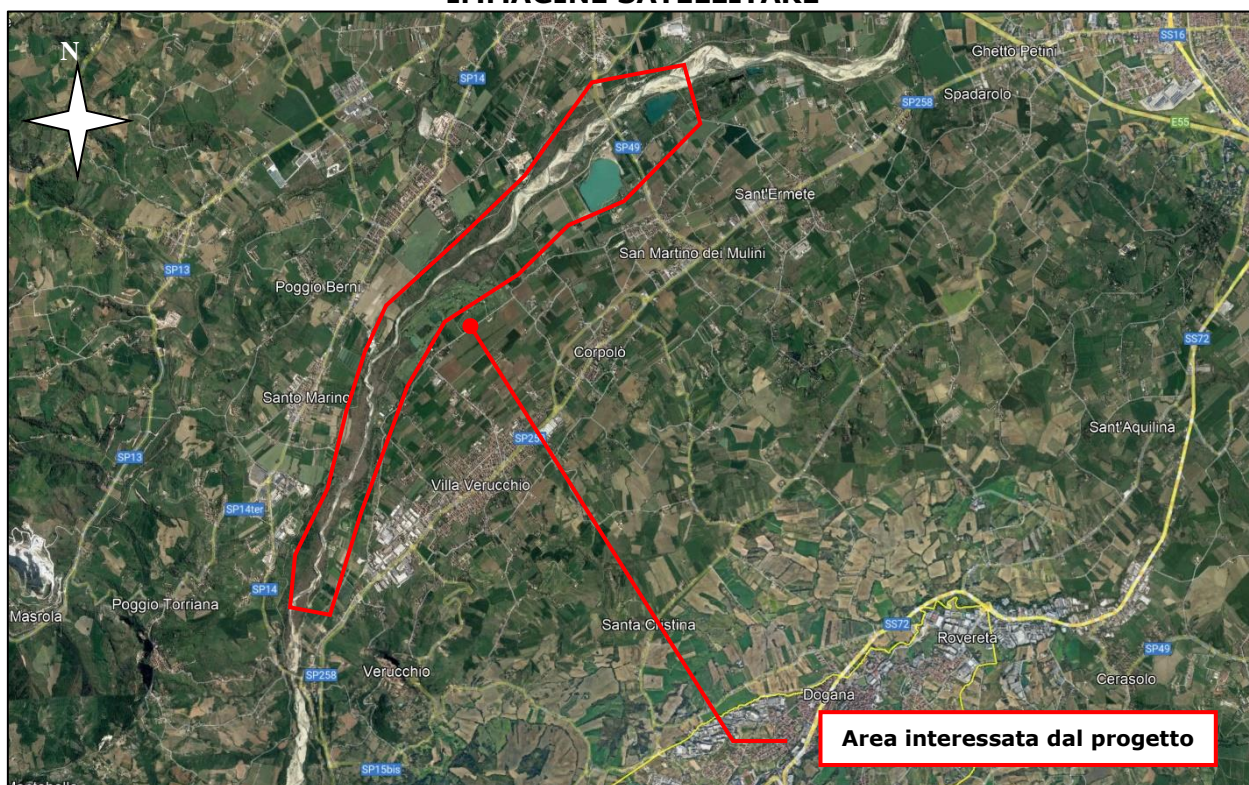 IMMAGINE SATELLITARE
N
SS16
Ghetto Petini
SP14
Spadarolo
SP258
E55
SP49
Sant'Ermete
San Martino dei Mulini
SP13
Poggio Berni
SS72
Corpolò
Santo Marino
Sant'Aquilina
SP13
Villa Verucchio
SP14ter
SP14
Poggio Torriana
Masrola
Santa Cristina
SS72
Rovereta
SP49
Verucchio
SP258
Cerasolo
Dogana
Area interessata dal progetto
SP15bis